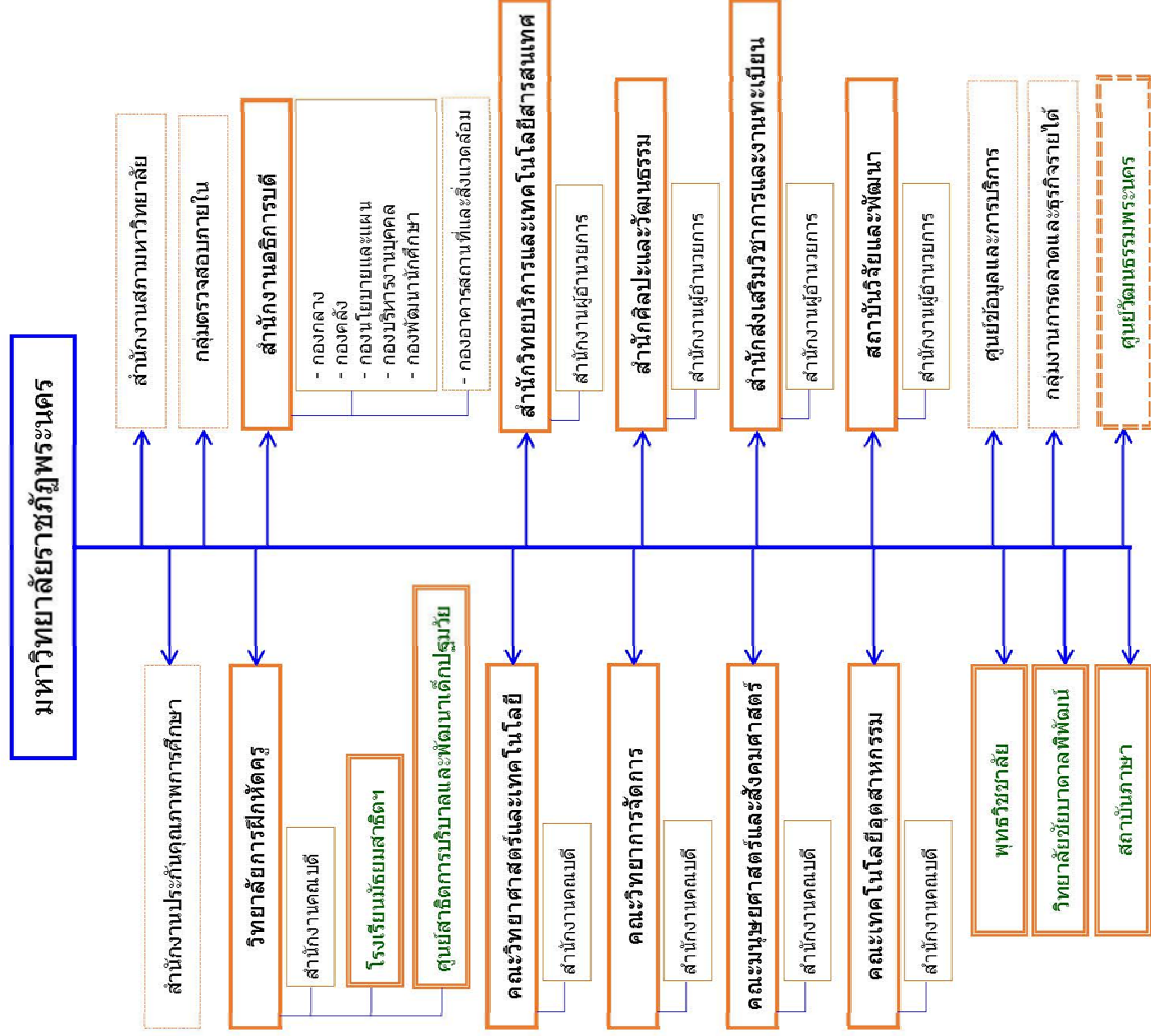 มหาวิทยาลัยราชภัฏพระนคร
สำนักงานประกันคุณภาพการศึกษา
วิทยาลัยการฝึกหัดครู
สำนักงานคณบดี
โรงเรียนมัธยมสาธิตฯ
ศูนย์สาธิตการบริบาลและพัฒนาเด็กปฐมวัย
คณะวิทยาศาสตร์และเทคโนโลยี
สำนักงานคณบดี
คณะวิทยาการจัดการ
สำนักงานคณบดี
คณะมนุษยศาสตร์และสังคมศาสตร์
สำนักงานคณบดี
คณะเทคโนโลยีอุตสาหกรรม
สำนักงานคณบดี
พุทธวิชชาลัย
วิทยาลัยชัยบาดาลพิพัฒน์
สถาบันภาษา
สำนักงานสภามหาวิทยาลัย
กลุ่มตรวจสอบภายใน
สำนักงานอธิการบดี
- กองกลาง
- กองคลัง
- กองนโยบายและแผน
- กองบริหารงานบุคคล
- กองพัฒนานักศึกษา
- กองอาคารสถานที่และสิ่งแวดล้อม
สำนักวิทยบริการและเทคโนโลยีสารสนเทศ
สำนักงานผู้อำนวยการ
สำนักศิลปะและวัฒนธรรม
สำนักงานผู้อำนวยการ
สำนักส่งเสริมวิชาการและงานทะเบียน
สำนักงานผู้อำนวยการ
สถาบันวิจัยและพัฒนา
สำนักงานผู้อำนวยการ
ศูนย์ข้อมูลและการบริการ
กลุ่มงานการตลาดและธุรกิจรายได้
ศูนย์วัฒนธรรมพระนคร